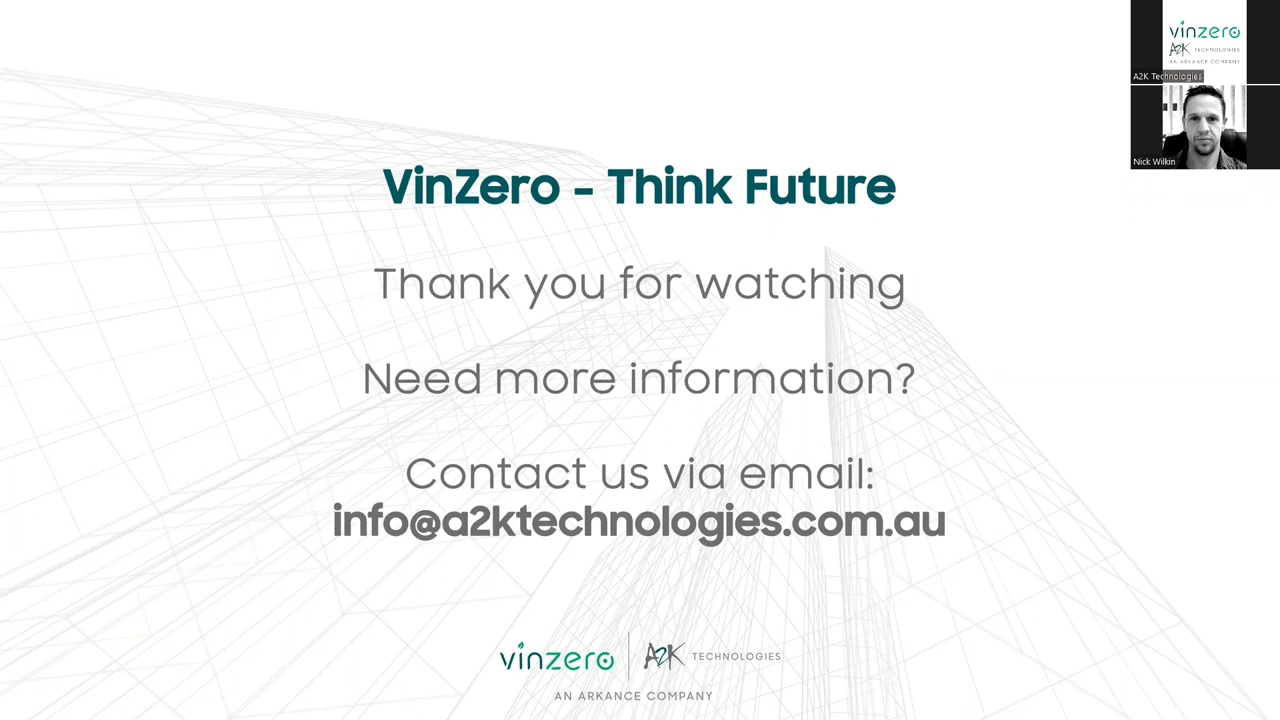 vinzero
A2K TECHNOLOGIES
AN ARKANCE COMPANY
A2K Technologies
Nick Wilkin
VinZero – Think Future
Thank you for watching
Need more information?
Contact us via email:
info@a2ktechnologies.com.au
vinzero A2K TECHNOLOGIES
AN ARKANCE COMPANY